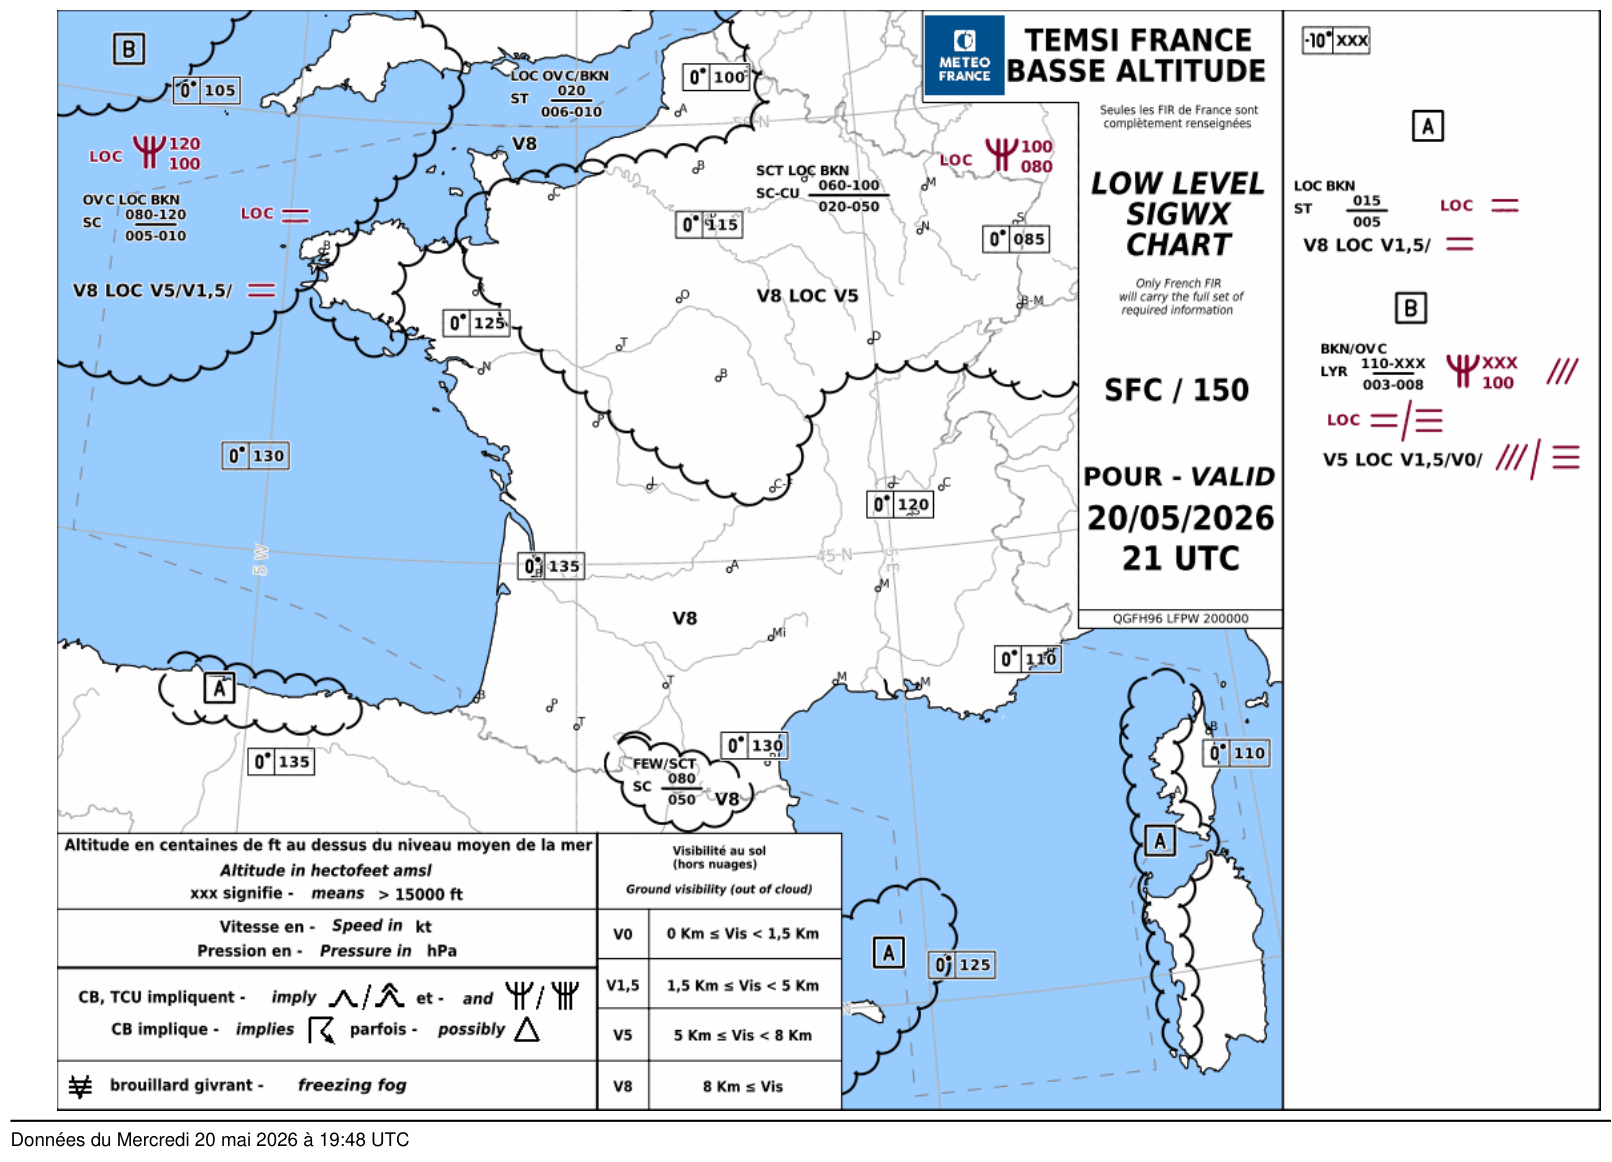 B
0° 105
LOC OVC/BKN
ST 020
006-010
0° 100
A
50 N
METEO
FRANCE
TEMSI FRANCE
BASSE ALTITUDE
Seules les FIR de France sont
complètement renseignées
LOW LEVEL
SIGWX
CHART
Only French FIR
will carry the full set of
required information
SFC / 150
POUR - VALID
20/05/2026
21 UTC
QGFH96 LFPW 200000
LOC 120
100
OVC LOC BKN
SC 080-120
005-010
LOC
V8 LOC V5/V1,5/
V8
C
C
B
B
SCT LOC BKN
SC-CU 060-100
020-050
LOC 100
080
M
N
S
0° 115
0° 085
R
O
V8 LOC V5
B-M
0° 125
T
D
N
B
P
0° 130
L
C-F
L
C
0° 120
5 W
0° 135
B
A
45 N
5 E
M
V8
Mi
0° 110
A
B
T
M
M
P
T
0° 135
0° 130
P
FEW/SCT
SC 080
050
V8
B
0° 110
A
A
A
0° 125
N
Altitude en centaines de ft au dessus du niveau moyen de la mer
Altitude in hectofeet amsl
xxx signifie - means > 15000 ft
Vitesse en - Speed in kt
Pression en - Pressure in hPa
CB, TCU impliquent - imply / et - and /
CB implique - implies parfois - possibly
brouillard givrant - freezing fog
Visibilité au sol
(hors nuages)
Ground visibility (out of cloud)
V0 0 Km ≤ Vis < 1,5 Km
V1,5 1,5 Km ≤ Vis < 5 Km
V5 5 Km ≤ Vis < 8 Km
V8 8 Km ≤ Vis
-10° XXX
A
LOC BKN
ST 015
005
LOC
V8 LOC V1,5/
B
BKN/OVC
LYR 110-XXX
003-008
XXX
100
LOC /
V5 LOC V1,5/V0/ /
Données du Mercredi 20 mai 2026 à 19:48 UTC